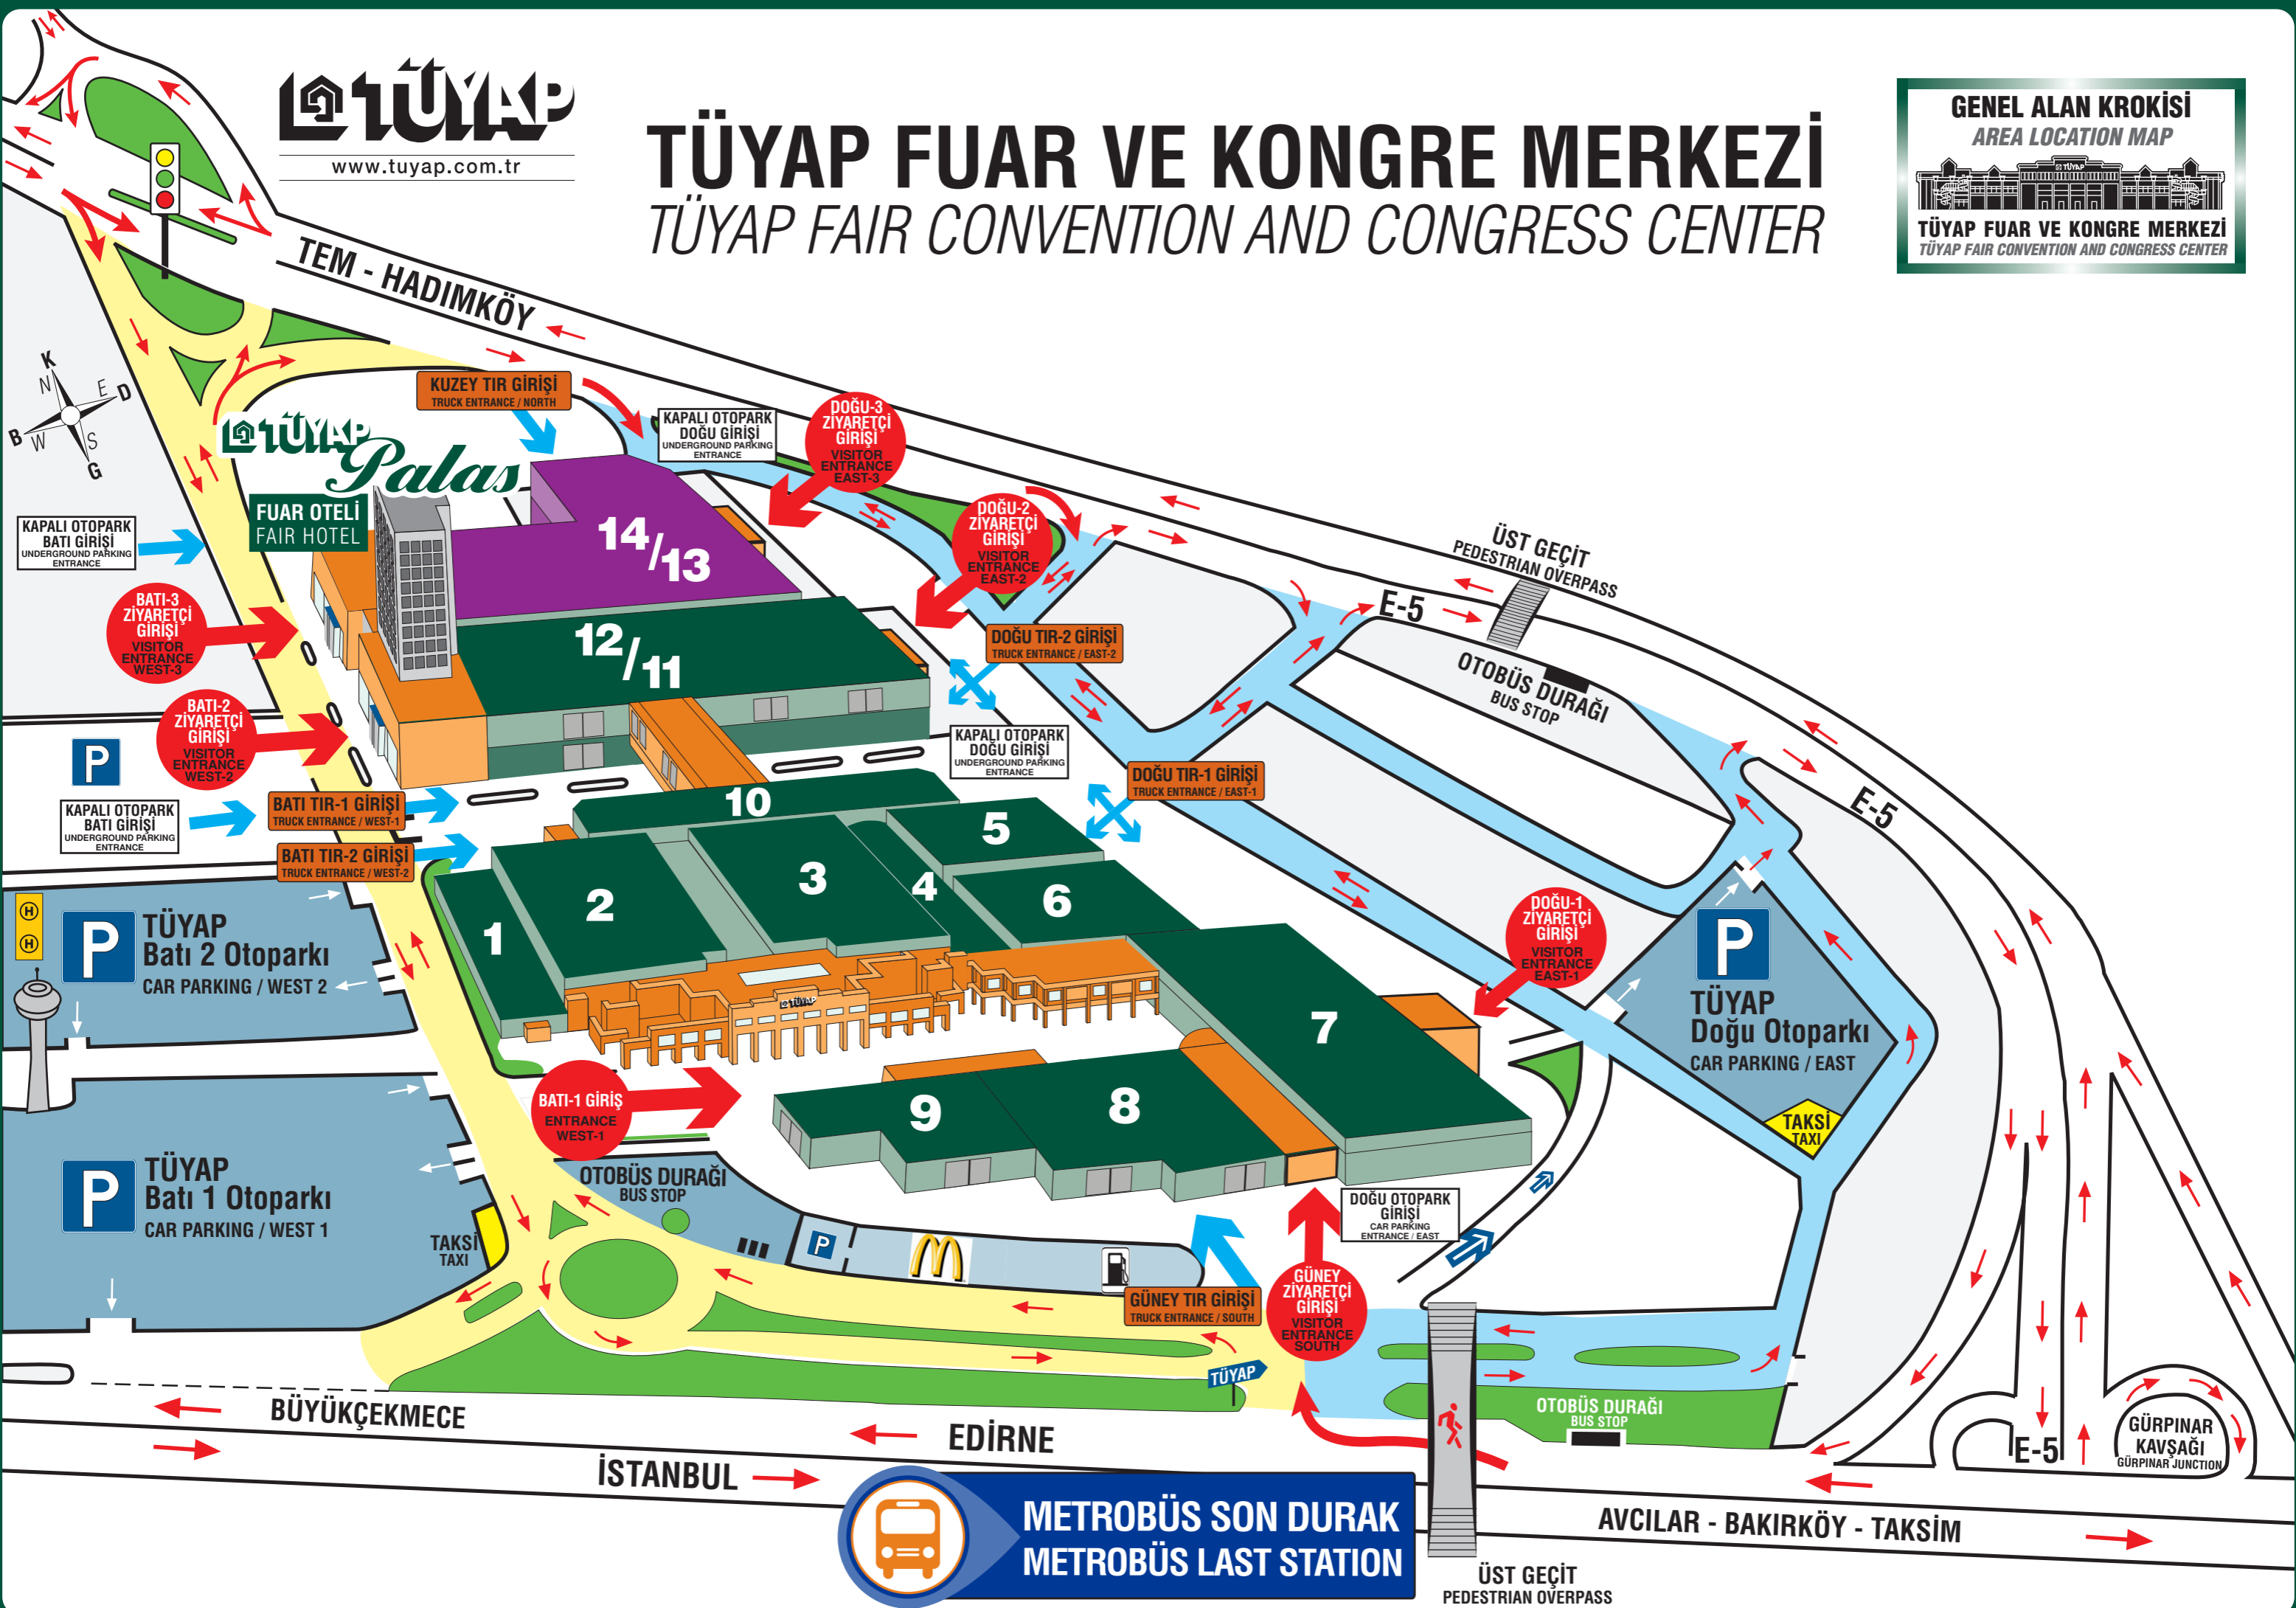 TÜYAP
www.tuyap.com.tr
TÜYAP FUAR VE KONGRE MERKEZİ
TÜYAP FAIR CONVENTION AND CONGRESS CENTER
GENEL ALAN KROKİSİ
AREA LOCATION MAP
TÜYAP
TÜYAP FUAR VE KONGRE MERKEZİ
TÜYAP FAIR CONVENTION AND CONGRESS CENTER
TEM - HADIMKÖY
K
N
E
D
B
W
S
G
KUZEY TIR GİRİŞİ
TRUCK ENTRANCE / NORTH
KAPALI OTOPARK
DOĞU GİRİŞİ
UNDERGROUND PARKING
ENTRANCE
DOĞU-3
ZİYARETÇİ
GİRİŞİ
VISITOR
ENTRANCE
EAST-3
TÜYAP
Palas
FUAR OTELİ
FAIR HOTEL
DOĞU-2
ZİYARETÇİ
GİRİŞİ
VISITOR
ENTRANCE
EAST-2
KAPALI OTOPARK
BATI GİRİŞİ
UNDERGROUND PARKING
ENTRANCE
14/13
ÜST GEÇİT
PEDESTRIAN OVERPASS
E-5
BATI-3
ZİYARETÇİ
GİRİŞİ
VISITOR
ENTRANCE
WEST-3
12/11
DOĞU TIR-2 GİRİŞİ
TRUCK ENTRANCE / EAST-2
OTOBÜS DURAĞI
BUS STOP
BATI-2
ZİYARETÇİ
GİRİŞİ
VISITOR
ENTRANCE
WEST-2
P
KAPALI OTOPARK
DOĞU GİRİŞİ
UNDERGROUND PARKING
ENTRANCE
DOĞU TIR-1 GİRİŞİ
TRUCK ENTRANCE / EAST-1
E-5
KAPALI OTOPARK
BATI GİRİŞİ
UNDERGROUND PARKING
ENTRANCE
BATI TIR-1 GİRİŞİ
TRUCK ENTRANCE / WEST-1
BATI TIR-2 GİRİŞİ
TRUCK ENTRANCE / WEST-2
10
5
3
4
2
6
1
H
H
P
TÜYAP
Batı 2 Otoparkı
CAR PARKING / WEST 2
DOĞU-1
ZİYARETÇİ
GİRİŞİ
VISITOR
ENTRANCE
EAST-1
P
TÜYAP
Doğu Otoparkı
CAR PARKING / EAST
TÜYAP
7
TAKSİ
TAXI
BATI-1 GİRİŞ
ENTRANCE
WEST-1
9
8
P
TÜYAP
Batı 1 Otoparkı
CAR PARKING / WEST 1
OTOBÜS DURAĞI
BUS STOP
TAKSİ
TAXI
P
M
DOĞU OTOPARK
GİRİŞİ
CAR PARKING
ENTRANCE / EAST
GÜNEY TIR GİRİŞİ
TRUCK ENTRANCE / SOUTH
GÜNEY
ZİYARETÇİ
GİRİŞİ
VISITOR
ENTRANCE
SOUTH
TÜYAP
OTOBÜS DURAĞI
BUS STOP
GÜRPINAR
KAVŞAĞI
GÜRPINAR JUNCTION
E-5
BÜYÜKÇEKMECE
EDİRNE
İSTANBUL
METROBÜS SON DURAK
METROBÜS LAST STATION
AVCILAR - BAKIRKÖY - TAKSİM
ÜST GEÇİT
PEDESTRIAN OVERPASS